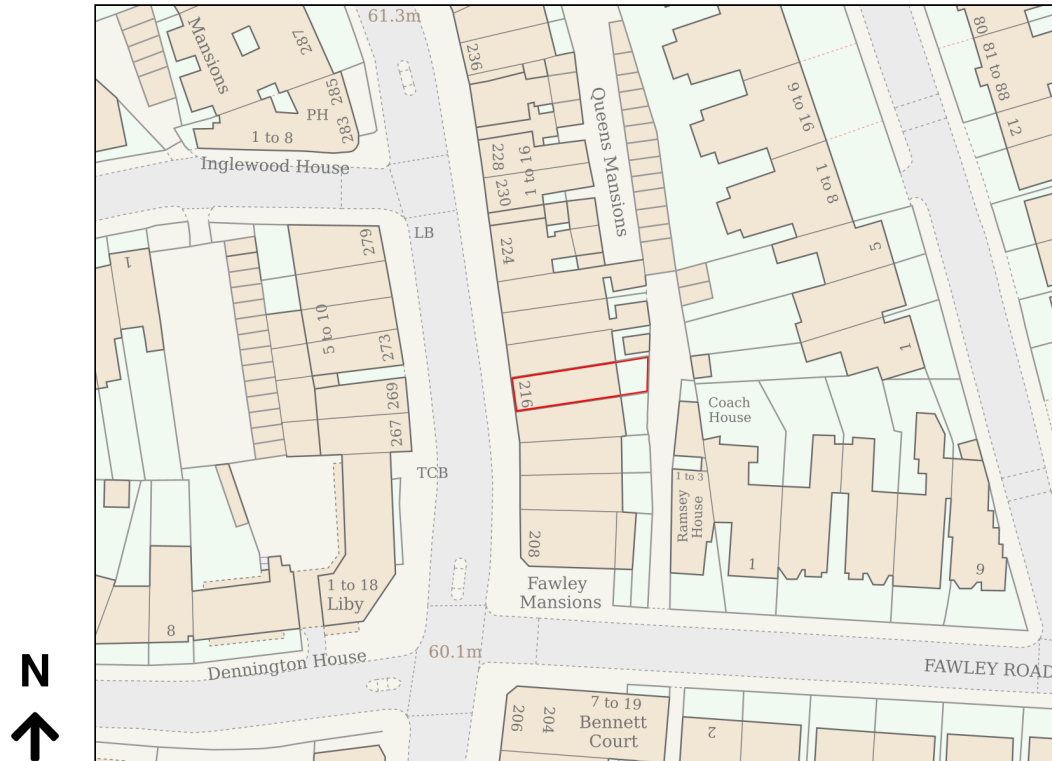 61.3m
Mansions
287
285
283
PH
1 to 8
Inglewood House
236
Queens Mansions
228
230
1 to 16
224
9 to 16
1 to 8
80
81 to 88
12
LB
279
1
5 to 10
273
269
267
5
1
216
Coach
House
TCB
1 to 3
Ramsey
House
208
1
9
Fawley
Mansions
1 to 18
Liby
8
Dennington House
60.1m
FAWLEY ROAD
7 to 19
Bennett
Court
206
204
2
N